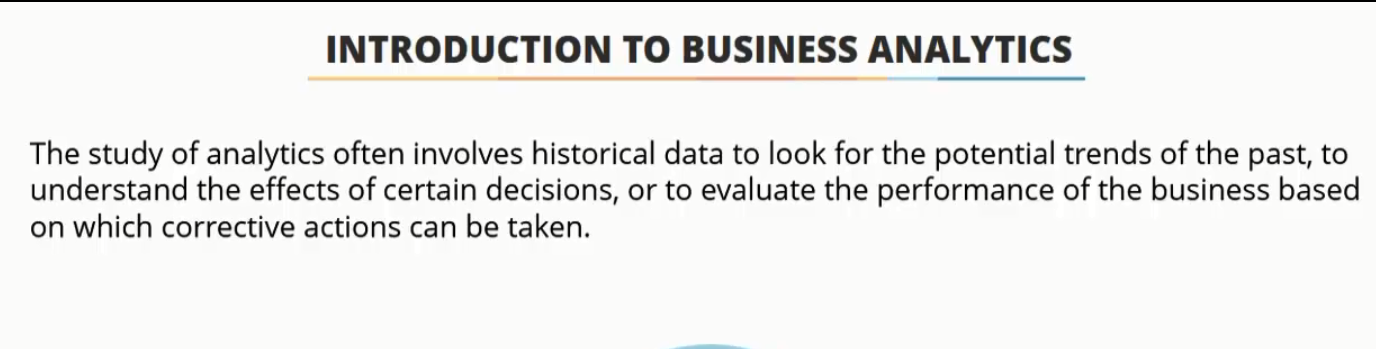 INTRODUCTION TO BUSINESS ANALYTICS
The study of analytics often involves historical data to look for the potential trends of the past, to
understand the effects of certain decisions, or to evaluate the performance of the business based
on which corrective actions can be taken.